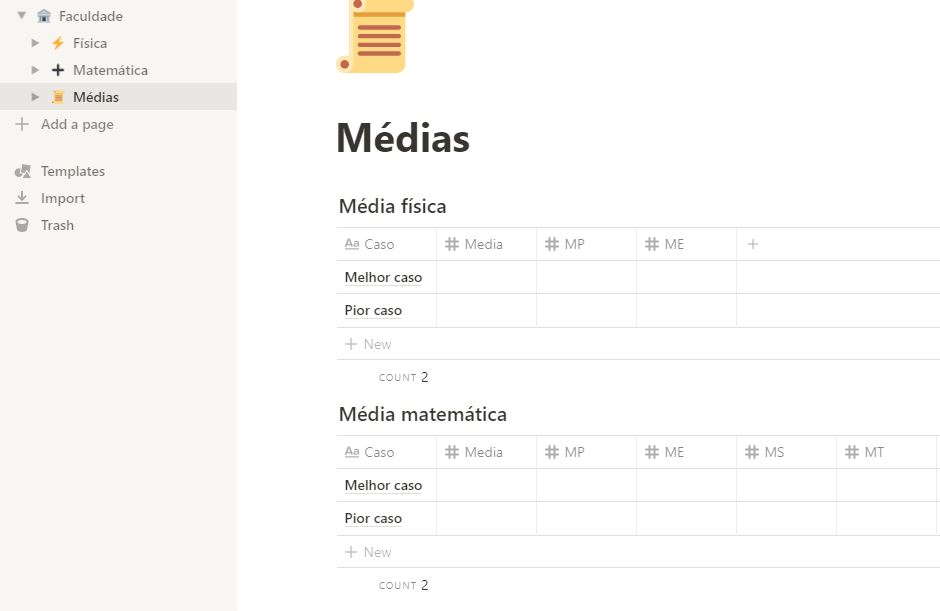 Faculdade
Física
Matemática
Médias
Add a page
Templates
Import
Trash
Médias
Média física
Aa Caso # Media # MP # ME +
Melhor caso
Pior caso
+ New
COUNT 2
Média matemática
Aa Caso # Media # MP # ME # MS # MT
Melhor caso
Pior caso
+ New
COUNT 2